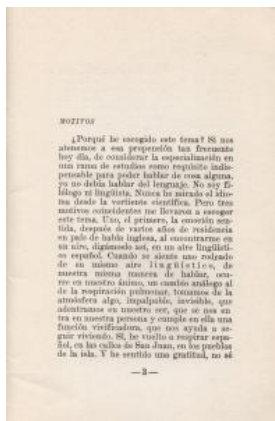 MOTIVOS
¿Porqué he escogido este tema? Si nos
atenemos a esa propensión tan frecuente
hoy día, de considerar la especialización en
una rama de estudios como requisito indis-
pensable para poder hablar de cosa alguna,
yo no debía hablar del lenguaje. No soy fi-
lólogo ni lingüista. Nunca he mirado el idio-
ma desde la vertiente científica. Pero tres
motivos coincidentes me llevaron a escoger
este tema. Uno, el primero, la emoción sen-
tida, después de varios años de residencia
en país de habla inglesa, al encontrarme en
un aire, digámoslo así, en un aire lingüísti-
co español. Cuando se siente uno rodeado
de su mismo aire lingüístico, de
nuestra misma manera de hablar, ocu-
rre en nuestro ánimo, un cambio análogo al
de la respiración pulmonar, tomamos de la
atmósfera algo, impalpable, invisible, que
adentramos en nuestro ser, que se nos en-
tra en nuestra persona y cumple en ella una
función vivificadora, que nos ayuda a se-
guir viviendo. Sí, he vuelto a respirar espa-
ñol, en las calles de San Juan, en los pueblos
de la isla. Y he sentido una gratitud, no sé
—3—